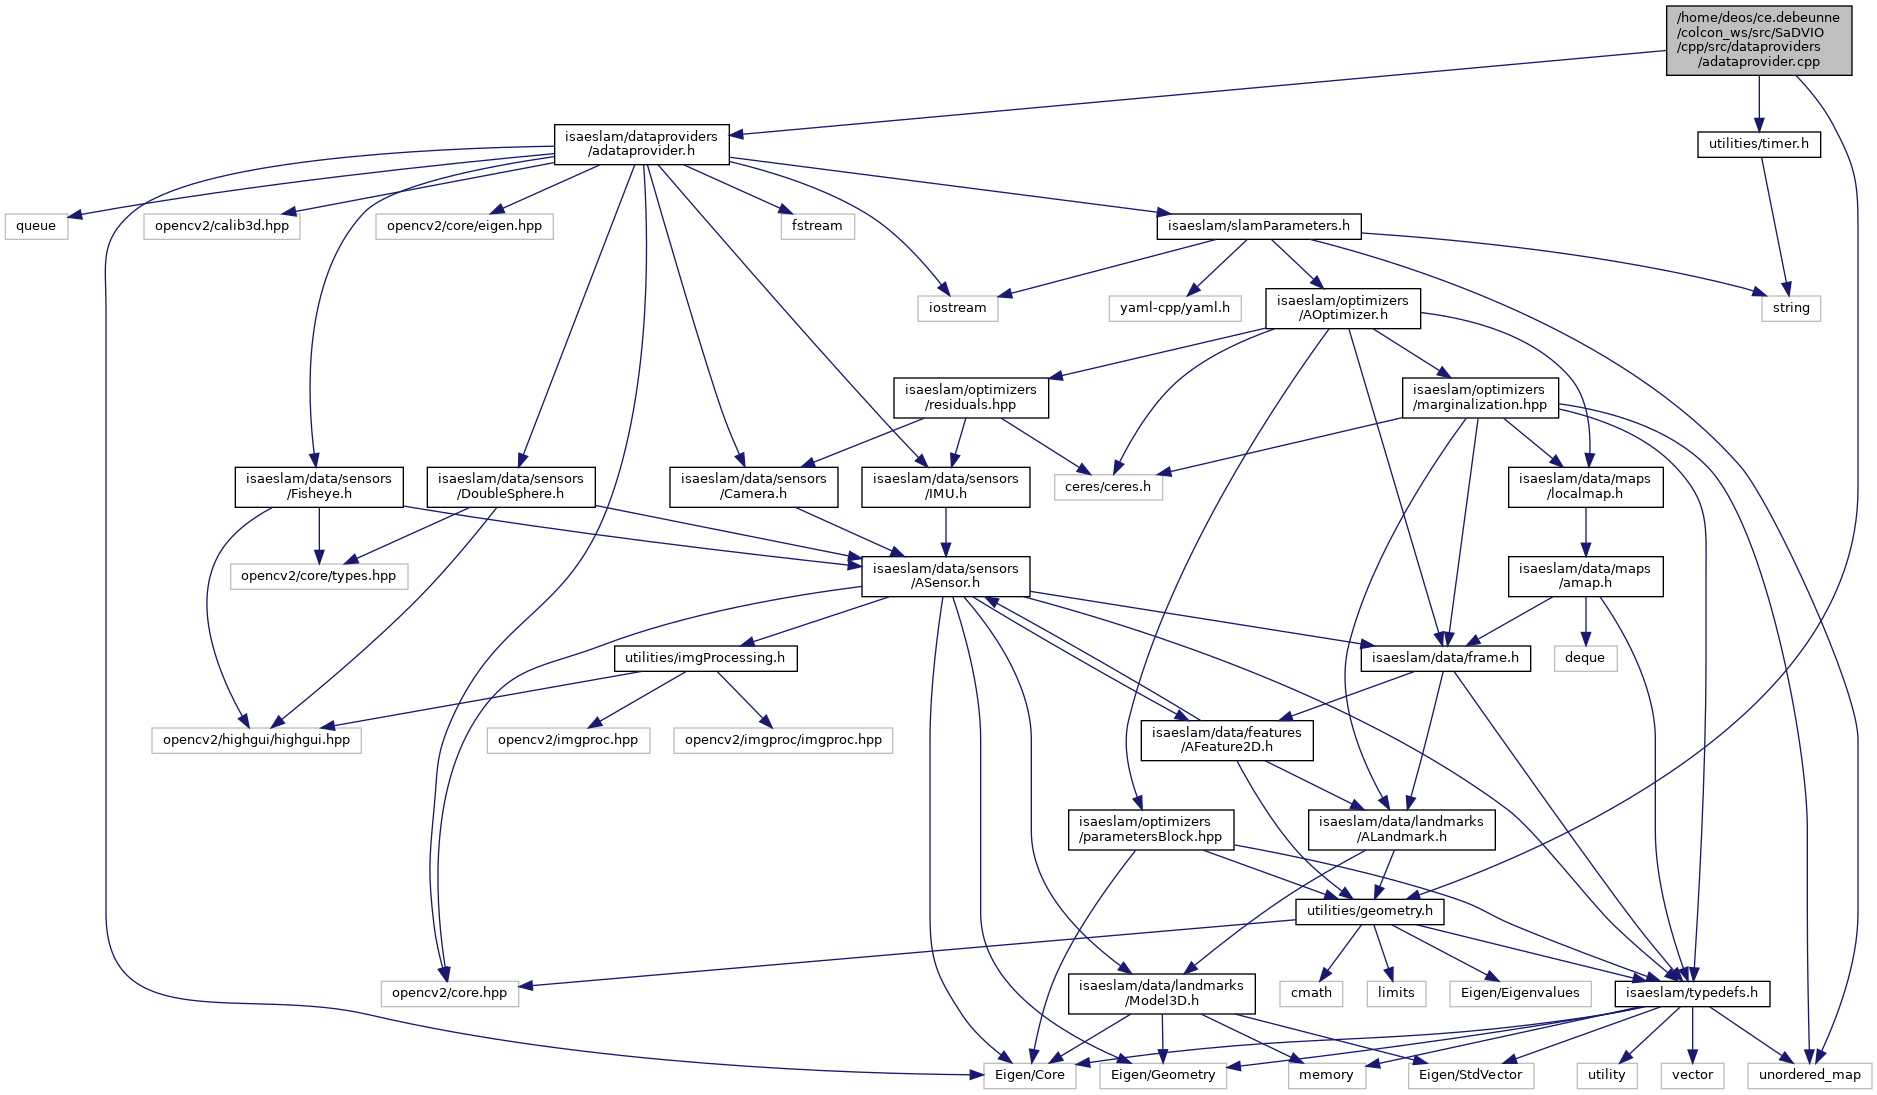 /home/deos/ce.debeunne
/colcon_ws/src/SaDVIO
/cpp/src/dataproviders
/adataprovider.cpp
isaeslam/dataproviders
/adataprovider.h
utilities/timer.h
queue
opencv2/calib3d.hpp
opencv2/core/eigen.hpp
fstream
isaeslam/slamParameters.h
iostream
yaml-cpp/yaml.h
isaeslam/optimizers
/AOptimizer.h
string
isaeslam/optimizers
/residuals.hpp
isaeslam/optimizers
/marginalization.hpp
isaeslam/data/sensors
/Fisheye.h
isaeslam/data/sensors
/DoubleSphere.h
isaeslam/data/sensors
/Camera.h
isaeslam/data/sensors
/IMU.h
ceres/ceres.h
isaeslam/data/maps
/localmap.h
opencv2/core/types.hpp
isaeslam/data/sensors
/ASensor.h
isaeslam/data/maps
/amap.h
utilities/imgProcessing.h
isaeslam/data/frame.h
deque
opencv2/highgui/highgui.hpp
opencv2/imgproc.hpp
opencv2/imgproc/imgproc.hpp
isaeslam/data/features
/AFeature2D.h
isaeslam/optimizers
/parametersBlock.hpp
isaeslam/data/landmarks
/ALandmark.h
utilities/geometry.h
opencv2/core.hpp
isaeslam/data/landmarks
/Model3D.h
cmath
limits
Eigen/Eigenvalues
isaeslam/typedefs.h
Eigen/Core
Eigen/Geometry
memory
Eigen/StdVector
utility
vector
unordered_map